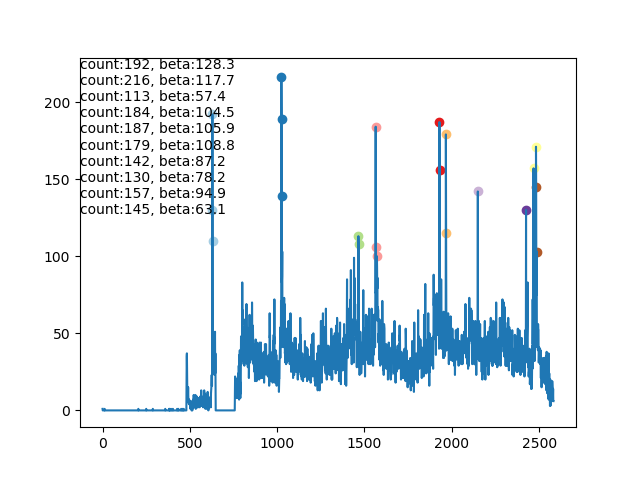 count:192, beta:128.3
count:216, beta:117.7
count:113, beta:57.4
count:184, beta:104.5
count:187, beta:105.9
count:179, beta:108.8
count:142, beta:87.2
count:130, beta:78.2
count:157, beta:94.9
count:145, beta:63.1
200
150
100
50
0
0 500 1000 1500 2000 2500